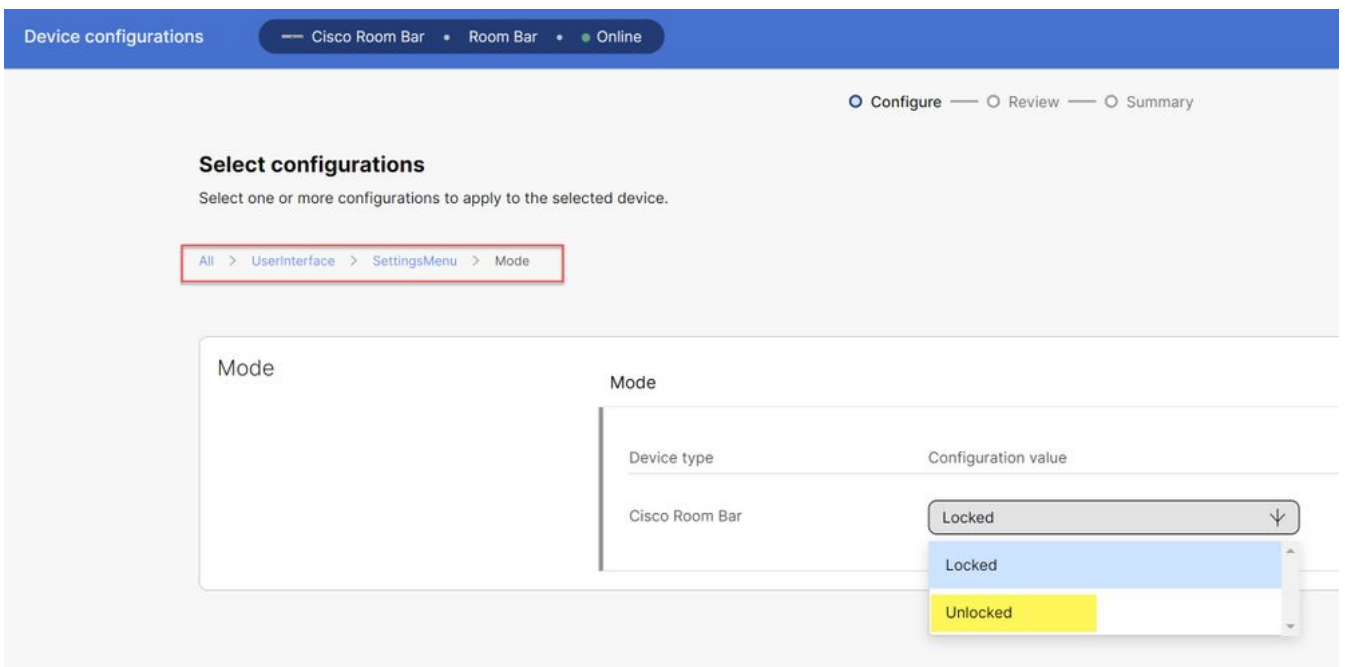 Device configurations
Cisco Room Bar • Room Bar • Online
Configure
Review
Summary
Select configurations
Select one or more configurations to apply to the selected device.
All > UserInterface > SettingsMenu > Mode
Mode
Mode
Device type
Configuration value
Cisco Room Bar
Locked
Locked
Unlocked